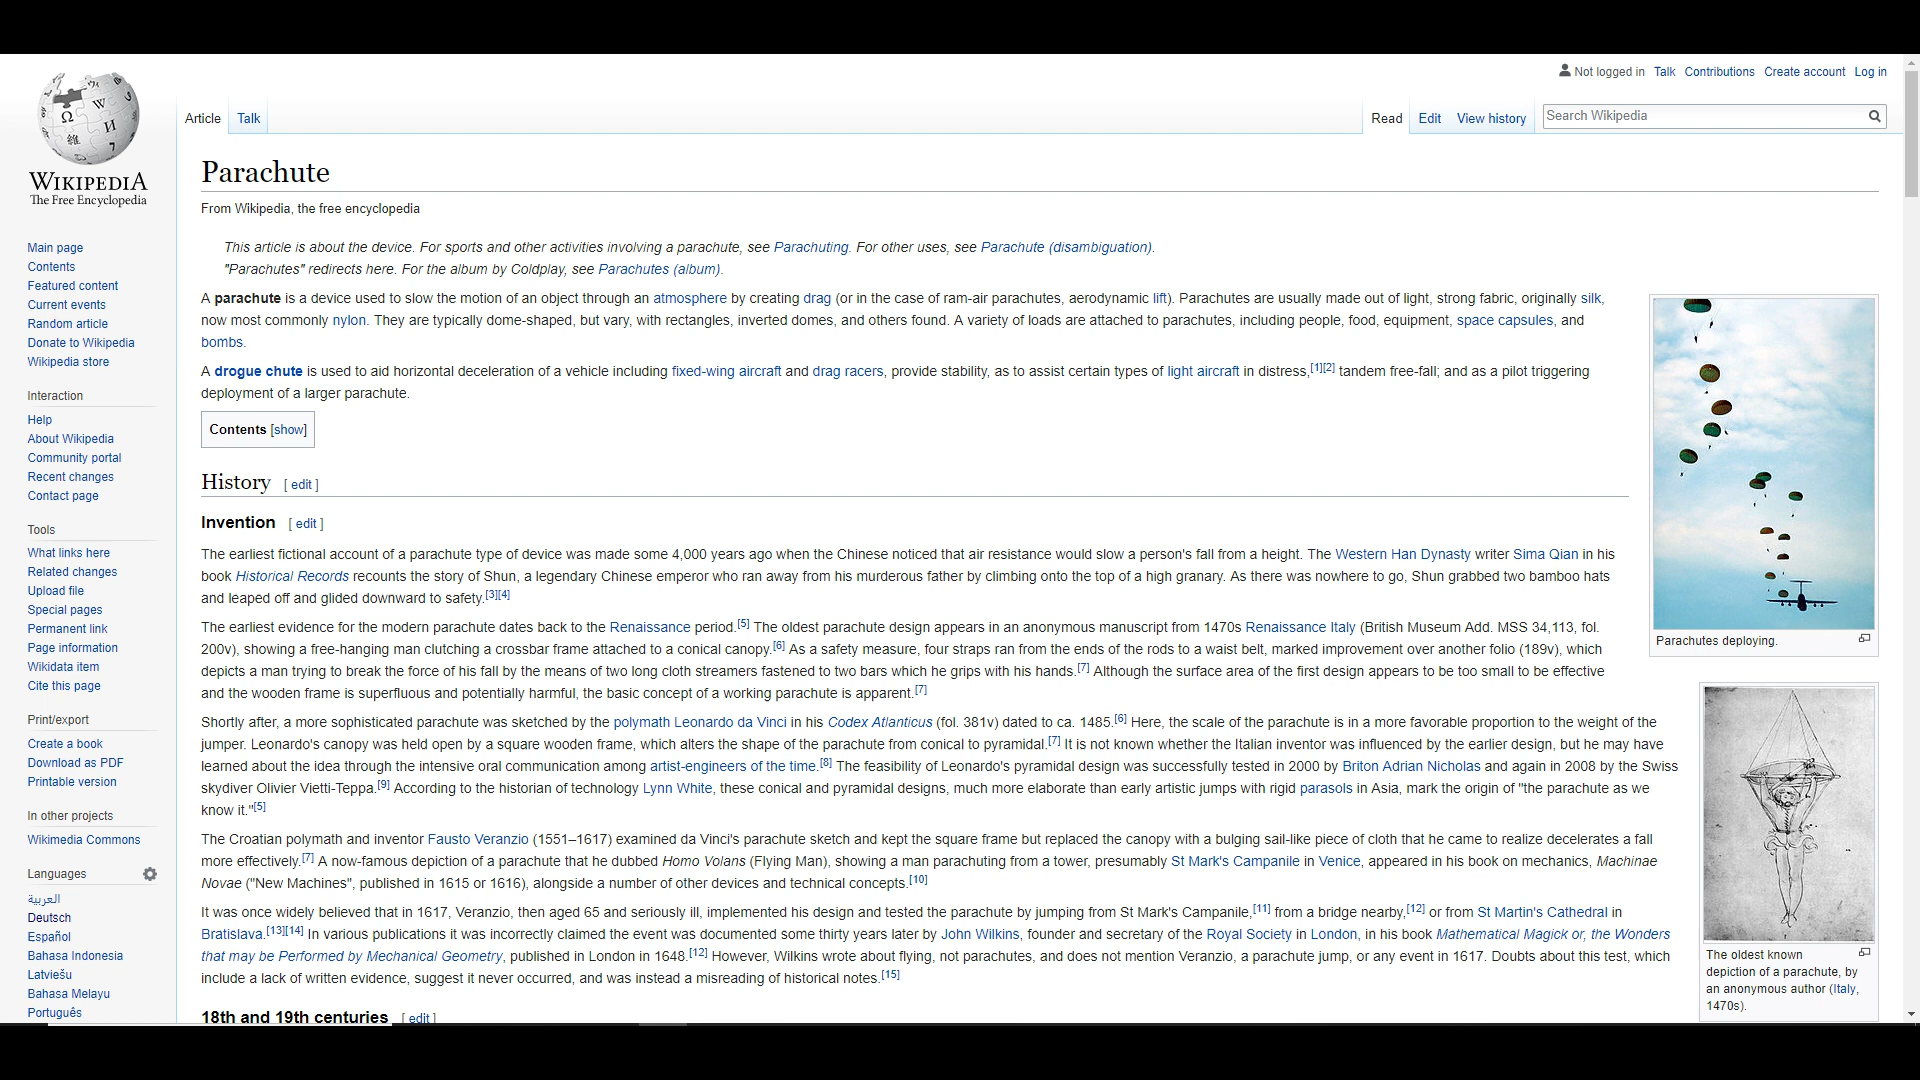 Not logged in Talk Contributions Create account Log in
Article Talk Read Edit View history Search Wikipedia
WIKIPEDIA
The Free Encyclopedia
Main page
Contents
Featured content
Current events
Random article
Donate to Wikipedia
Wikipedia store
Interaction
Help
About Wikipedia
Community portal
Recent changes
Contact page
Tools
What links here
Related changes
Upload file
Special pages
Permanent link
Page information
Wikidata item
Cite this page
Print/export
Create a book
Download as PDF
Printable version
In other projects
Wikimedia Commons
Languages
العربية
Deutsch
Español
Bahasa Indonesia
Latviešu
Bahasa Melayu
Português
Parachute
From Wikipedia, the free encyclopedia
This article is about the device. For sports and other activities involving a parachute, see Parachuting. For other uses, see Parachute (disambiguation).
"Parachutes" redirects here. For the album by Coldplay, see Parachutes (album).
A parachute is a device used to slow the motion of an object through an atmosphere by creating drag (or in the case of ram-air parachutes, aerodynamic lift). Parachutes are usually made out of light, strong fabric, originally silk,
now most commonly nylon. They are typically dome-shaped, but vary, with rectangles, inverted domes, and others found. A variety of loads are attached to parachutes, including people, food, equipment, space capsules, and
bombs.
A drogue chute is used to aid horizontal deceleration of a vehicle including fixed-wing aircraft and drag racers, provide stability, as to assist certain types of light aircraft in distress,[1][2] tandem free-fall; and as a pilot triggering
deployment of a larger parachute.
Contents [show]
History [ edit ]
Invention [ edit ]
The earliest fictional account of a parachute type of device was made some 4,000 years ago when the Chinese noticed that air resistance would slow a person's fall from a height. The Western Han Dynasty writer Sima Qian in his
book Historical Records recounts the story of Shun, a legendary Chinese emperor who ran away from his murderous father by climbing onto the top of a high granary. As there was nowhere to go, Shun grabbed two bamboo hats
and leaped off and glided downward to safety.[3][4]
The earliest evidence for the modern parachute dates back to the Renaissance period.[5] The oldest parachute design appears in an anonymous manuscript from 1470s Renaissance Italy (British Museum Add. MSS 34,113, fol.
200v), showing a free-hanging man clutching a crossbar frame attached to a conical canopy.[6] As a safety measure, four straps ran from the ends of the rods to a waist belt, marked improvement over another folio (189v), which
depicts a man trying to break the force of his fall by the means of two long cloth streamers fastened to two bars which he grips with his hands.[7] Although the surface area of the first design appears to be too small to be effective
and the wooden frame is superfluous and potentially harmful, the basic concept of a working parachute is apparent.[7]
Shortly after, a more sophisticated parachute was sketched by the polymath Leonardo da Vinci in his Codex Atlanticus (fol. 381v) dated to ca. 1485.[6] Here, the scale of the parachute is in a more favorable proportion to the weight of the
jumper. Leonardo's canopy was held open by a square wooden frame, which alters the shape of the parachute from conical to pyramidal.[7] It is not known whether the Italian inventor was influenced by the earlier design, but he may have
learned about the idea through the intensive oral communication among artist-engineers of the time.[8] The feasibility of Leonardo's pyramidal design was successfully tested in 2000 by Briton Adrian Nicholas and again in 2008 by the Swiss
skydiver Olivier Vietti-Teppa.[9] According to the historian of technology Lynn White, these conical and pyramidal designs, much more elaborate than early artistic jumps with rigid parasols in Asia, mark the origin of "the parachute as we
know it."[5]
The Croatian polymath and inventor Fausto Veranzio (1551–1617) examined da Vinci's parachute sketch and kept the square frame but replaced the canopy with a bulging sail-like piece of cloth that he came to realize decelerates a fall
more effectively.[7] A now-famous depiction of a parachute that he dubbed Homo Volans (Flying Man), showing a man parachuting from a tower, presumably St Mark's Campanile in Venice, appeared in his book on mechanics, Machinae
Novae ("New Machines", published in 1615 or 1616), alongside a number of other devices and technical concepts.[10]
It was once widely believed that in 1617, Veranzio, then aged 65 and seriously ill, implemented his design and tested the parachute by jumping from St Mark's Campanile,[11] from a bridge nearby,[12] or from St Martin's Cathedral in
Bratislava.[13][14] In various publications it was incorrectly claimed the event was documented some thirty years later by John Wilkins, founder and secretary of the Royal Society in London, in his book Mathematical Magick or, the Wonders
that may be Performed by Mechanical Geometry, published in London in 1648.[12] However, Wilkins wrote about flying, not parachutes, and does not mention Veranzio, a parachute jump, or any event in 1617. Doubts about this test, which
include a lack of written evidence, suggest it never occurred, and was instead a misreading of historical notes.[15]
18th and 19th centuries [ edit ]
Parachutes deploying.
The oldest known
depiction of a parachute, by
an anonymous author (Italy,
1470s).